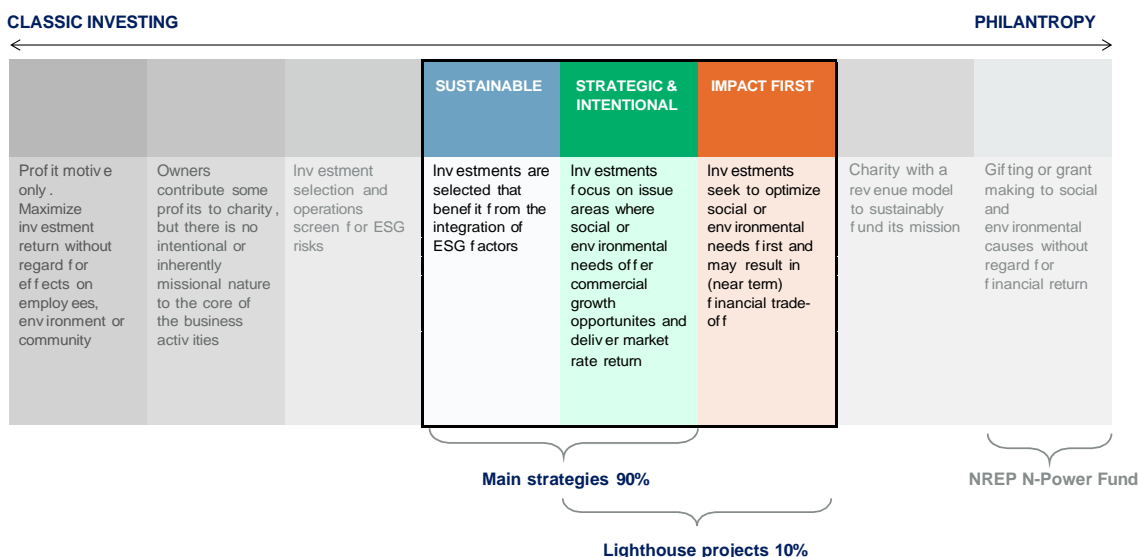 CLASSIC INVESTING
PHILANTHROPY
SUSTAINABLE
STRATEGIC &
INTENTIONAL
IMPACT FIRST
Profit motive
only.
Maximize
investment
return without
regard for
effects on
employees,
environment or
community
Owners
contribute some
profits to charity,
but there is no
intentional or
inherently
missional nature
to the core of
the business
activities
Investment
selection and
operations
screen for ESG
risks
Investments are
selected that
benefit from the
integration of
ESG factors
Investments
focus on issue
areas where
social or
environmental
needs offer
commercial
growth
opportunites and
deliver market
rate return
Investments
seek to optimize
social or
environmental
needs first and
may result in
(near term)
financial trade-
off
Charity with a
revenue model
to sustainably
fund its mission
Gifting or grant
making to social
and
environmental
causes without
regard for
financial return
Main strategies 90%
NREP N-Power Fund
Lighthouse projects 10%